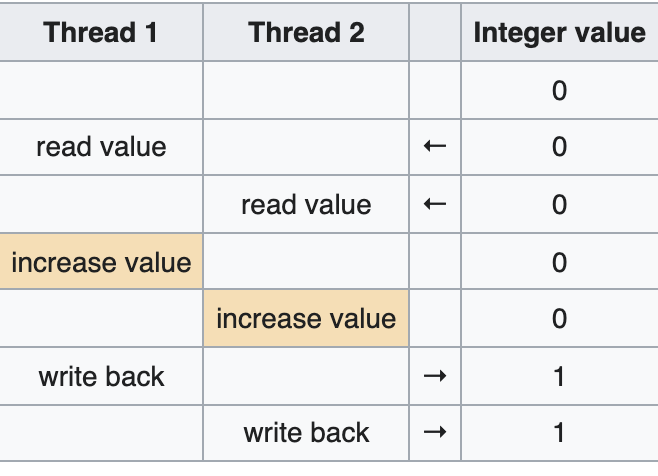 Thread 1 Thread 2 Integer value
0
read value ← 0
read value ← 0
increase value 0
increase value 0
write back → 1
write back → 1